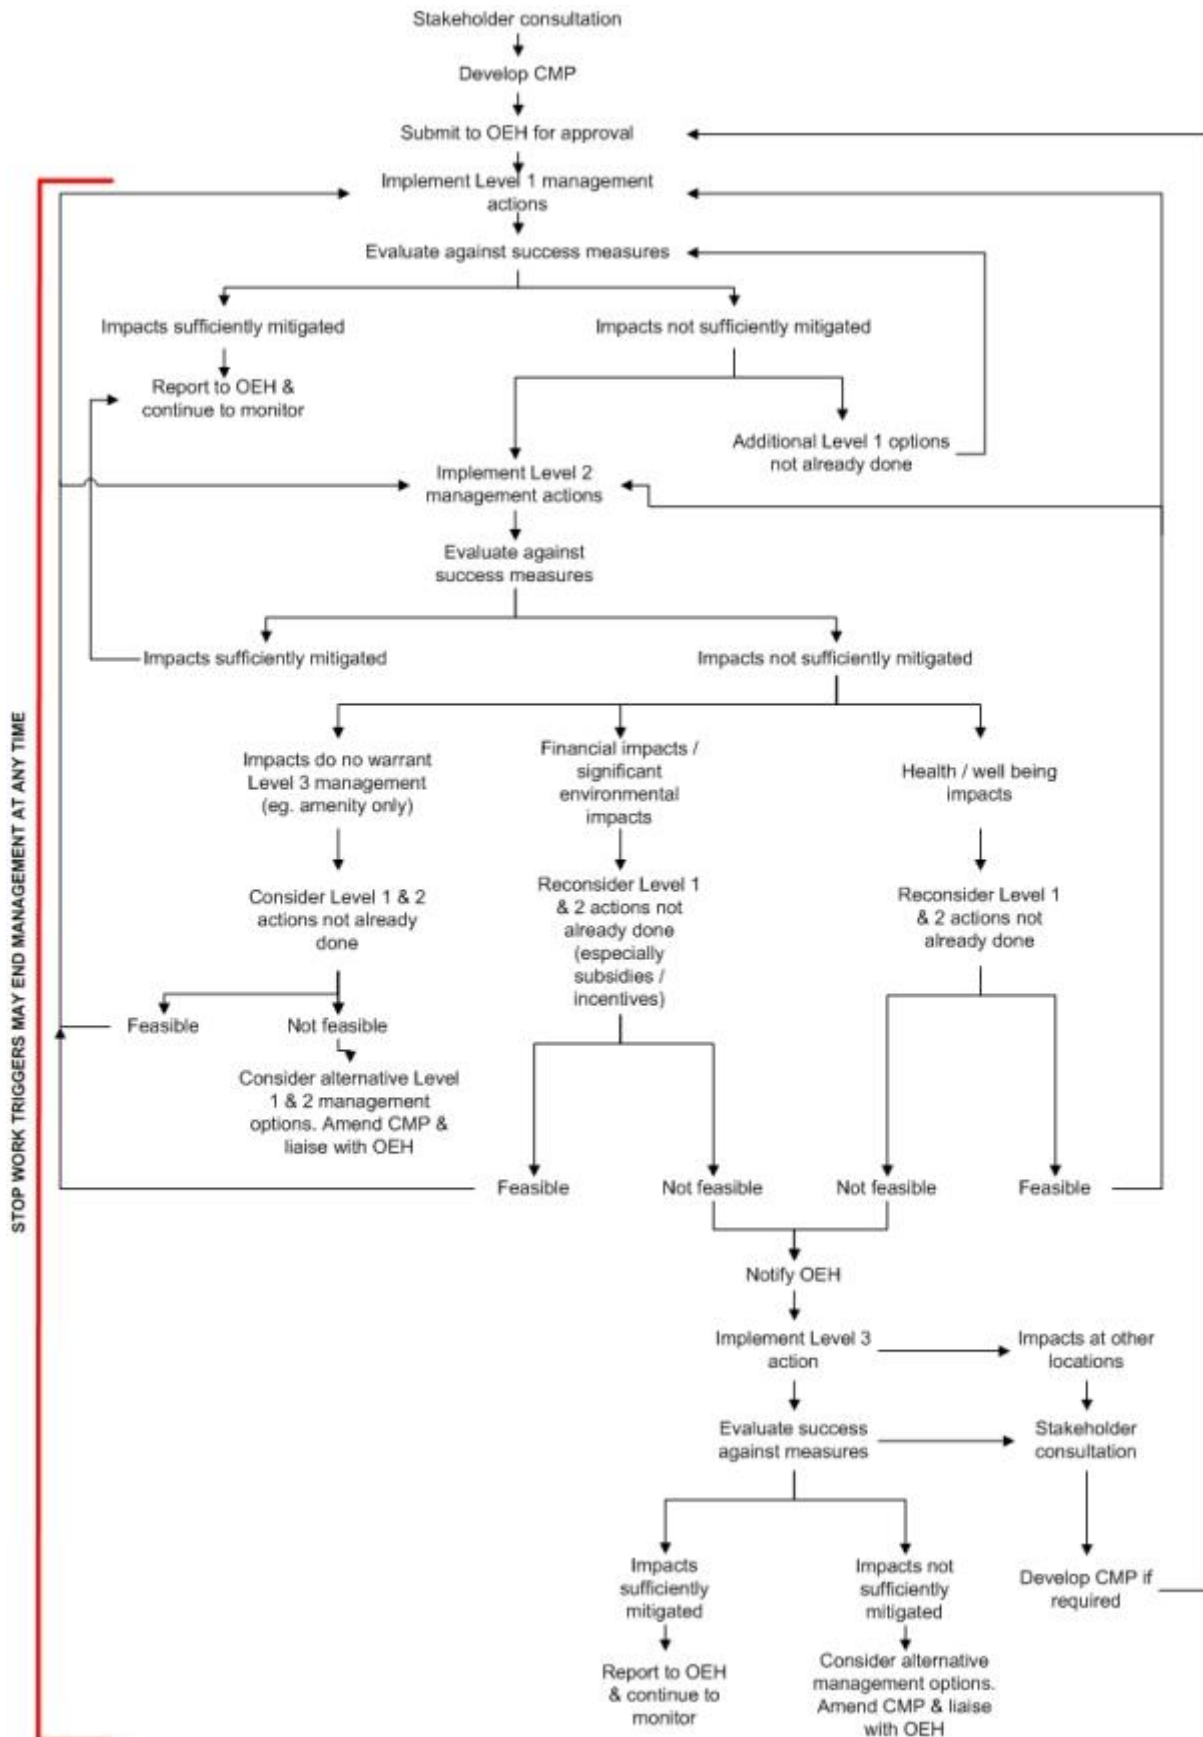 Stakeholder consultation
Develop CMP
Submit to OEH for approval
Implement Level 1 management
actions
Evaluate against success measures
Impacts sufficiently mitigated
Impacts not sufficiently mitigated
Report to OEH &
continue to monitor
Additional Level 1 options
not already done
Implement Level 2
management actions
Evaluate against
success measures
Impacts sufficiently mitigated
Impacts not sufficiently mitigated
Impacts do no warrant
Level 3 management
(eg. amenity only)
Financial impacts /
significant
environmental
impacts
Health / well being
impacts
Consider Level 1 & 2
actions not already
done
Reconsider Level 1
& 2 actions not
already done
(especially
subsidies /
incentives)
Reconsider Level 1
& 2 actions not
already done
Feasible
Not feasible
Consider alternative Level
1 & 2 management
options. Amend CMP &
liaise with OEH
Feasible
Not feasible
Not feasible
Feasible
Notify OEH
Implement Level 3
action
Impacts at other
locations
Evaluate success
against measures
Stakeholder
consultation
Impacts
sufficiently
mitigated
Impacts not
sufficiently
mitigated
Develop CMP if
required
Report to OEH
& continue to
monitor
Consider alternative
management options.
Amend CMP & liaise
with OEH
STOP WORK TRIGGERS MAY END MANAGEMENT AT ANY TIME